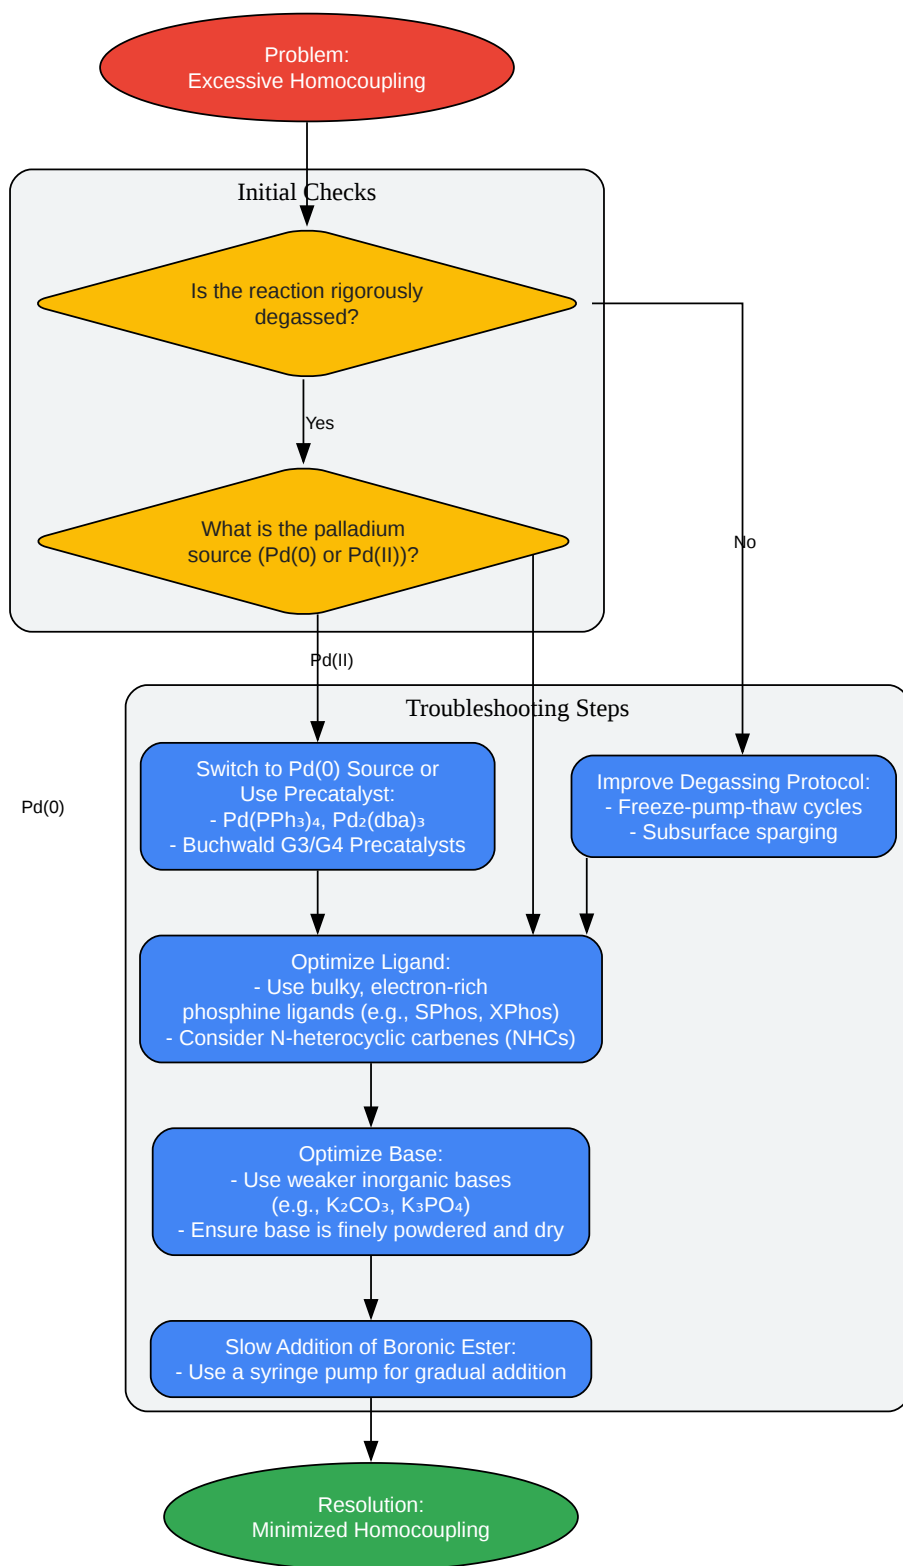 Problem:
Excessive Homocoupling
Initial Checks
Is the reaction rigorously
degassed?
Yes
What is the palladium
source (Pd(0) or Pd(II))?
No
Pd(II)
Troubleshooting Steps
Switch to Pd(0) Source or
Use Precatalyst:
- Pd(PPh₃)₄, Pd₂(dba)₃
- Buchwald G3/G4 Precatalysts
Improve Degassing Protocol:
- Freeze-pump-thaw cycles
- Subsurface sparging
Pd(0)
Optimize Ligand:
- Use bulky, electron-rich
phosphine ligands (e.g., SPhos, XPhos)
- Consider N-heterocyclic carbenes (NHCs)
Optimize Base:
- Use weaker inorganic bases
(e.g., K₂CO₃, K₃PO₄)
- Ensure base is finely powdered and dry
Slow Addition of Boronic Ester:
- Use a syringe pump for gradual addition
Resolution:
Minimized Homocoupling